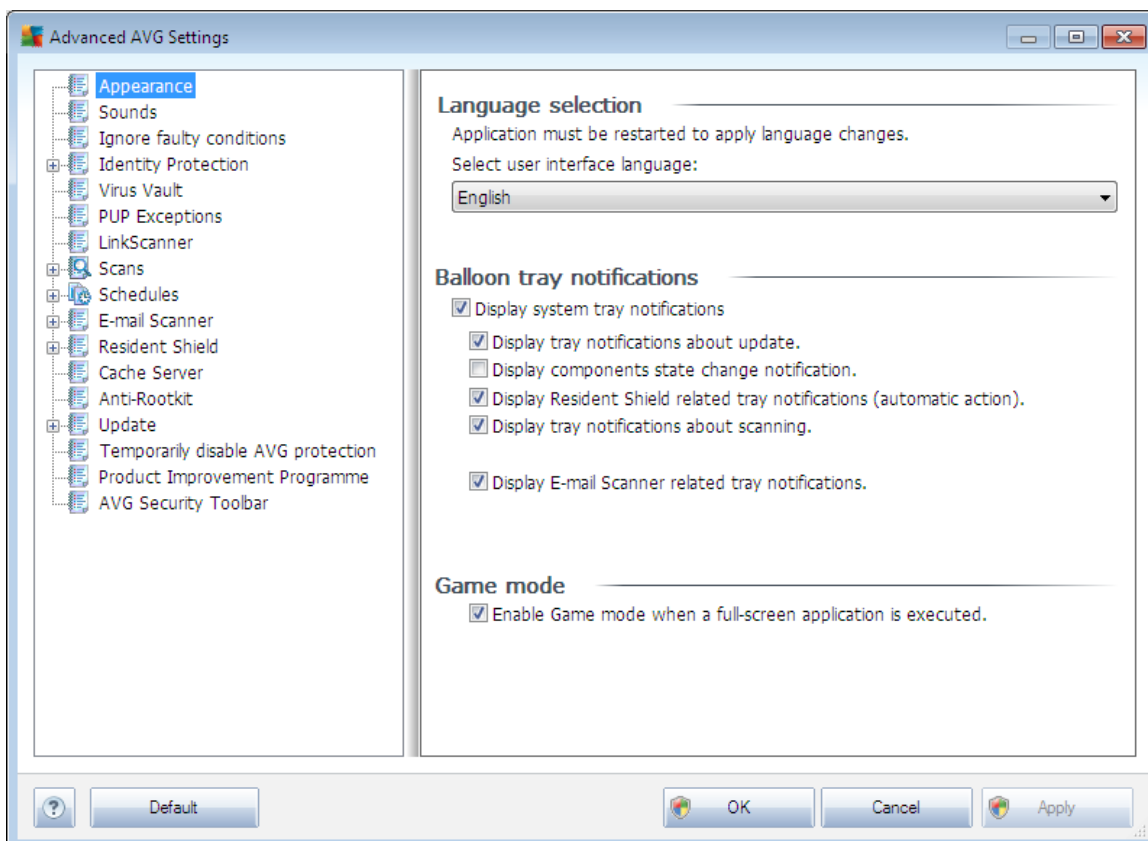 Advanced AVG Settings
Appearance
Sounds
Ignore faulty conditions
Identity Protection
Virus Vault
PUP Exceptions
LinkScanner
Scans
Schedules
E-mail Scanner
Resident Shield
Cache Server
Anti-Rootkit
Update
Temporarily disable AVG protection
Product Improvement Programme
AVG Security Toolbar
Language selection
Application must be restarted to apply language changes.
Select user interface language:
English
Balloon tray notifications
Display system tray notifications
Display tray notifications about update.
Display components state change notification.
Display Resident Shield related tray notifications (automatic action).
Display tray notifications about scanning.
Display E-mail Scanner related tray notifications.
Game mode
Enable Game mode when a full-screen application is executed.
? Default OK Cancel Apply